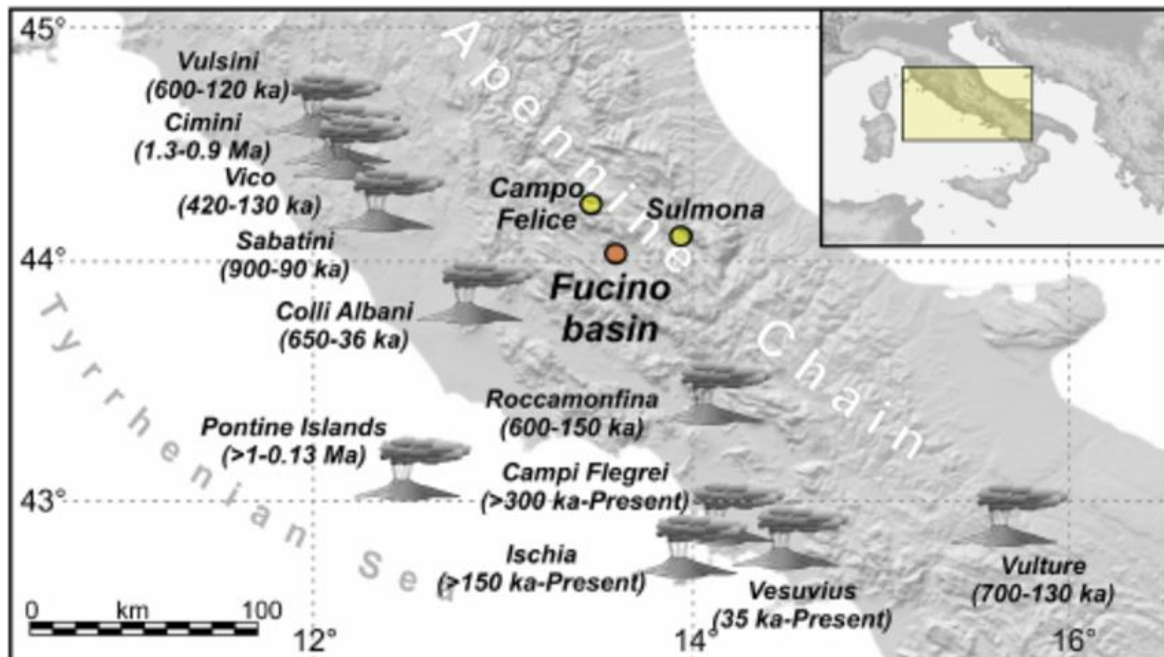 45°
Vulsini
(600-120 ka)
Cimini
(1.3-0.9 Ma)
Vico
(420-130 ka)
Sabatini
(900-90 ka)
44°
Colli Albani
(650-36 ka)
Campo
Felice
Sulmona
Fucino
basin
Apennine
Chain
Roccamonfina
(600-150 ka)
Pontine Islands
(>1-0.13 Ma)
43°
Campi Flegrei
(>300 ka-Present)
Ischia
(>150 ka-Present)
Vesuvius
(35 ka-Present)
Vulture
(700-130 ka)
Tyrrhenian Sea
0 km 100
12° 14° 16°